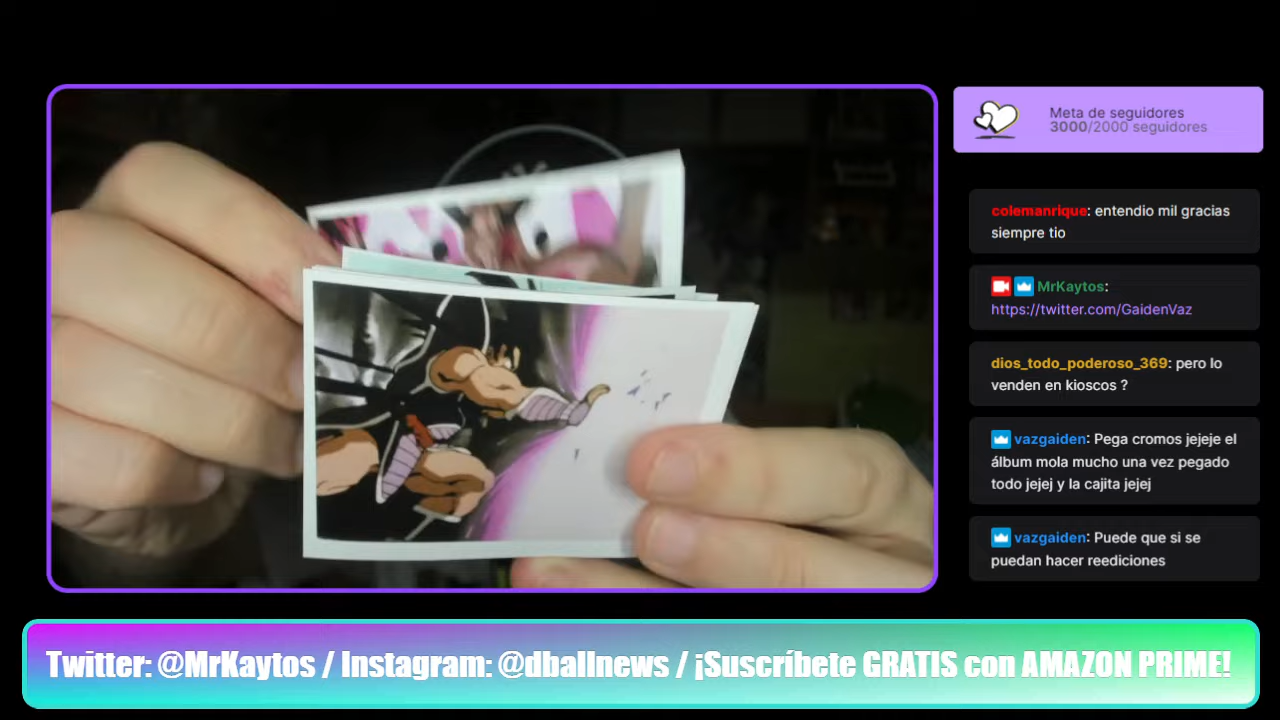 Meta de seguidores
3000/2000 seguidores
colemanrique: entendio mil gracias
siempre tio
MrKaytos:
https://twitter.com/GaidenVaz
dios_todo_poderoso_369: pero lo
venden en kioscos ?
vazgaiden: Pega cromos jejeje el
álbum mola mucho una vez pegado
todo jejej y la cajita jejej
vazgaiden: Puede que si se
puedan hacer reediciones
Twitter: @MrKaytos / Instagram: @dballnews / ¡Suscríbete GRATIS con AMAZON PRIME!